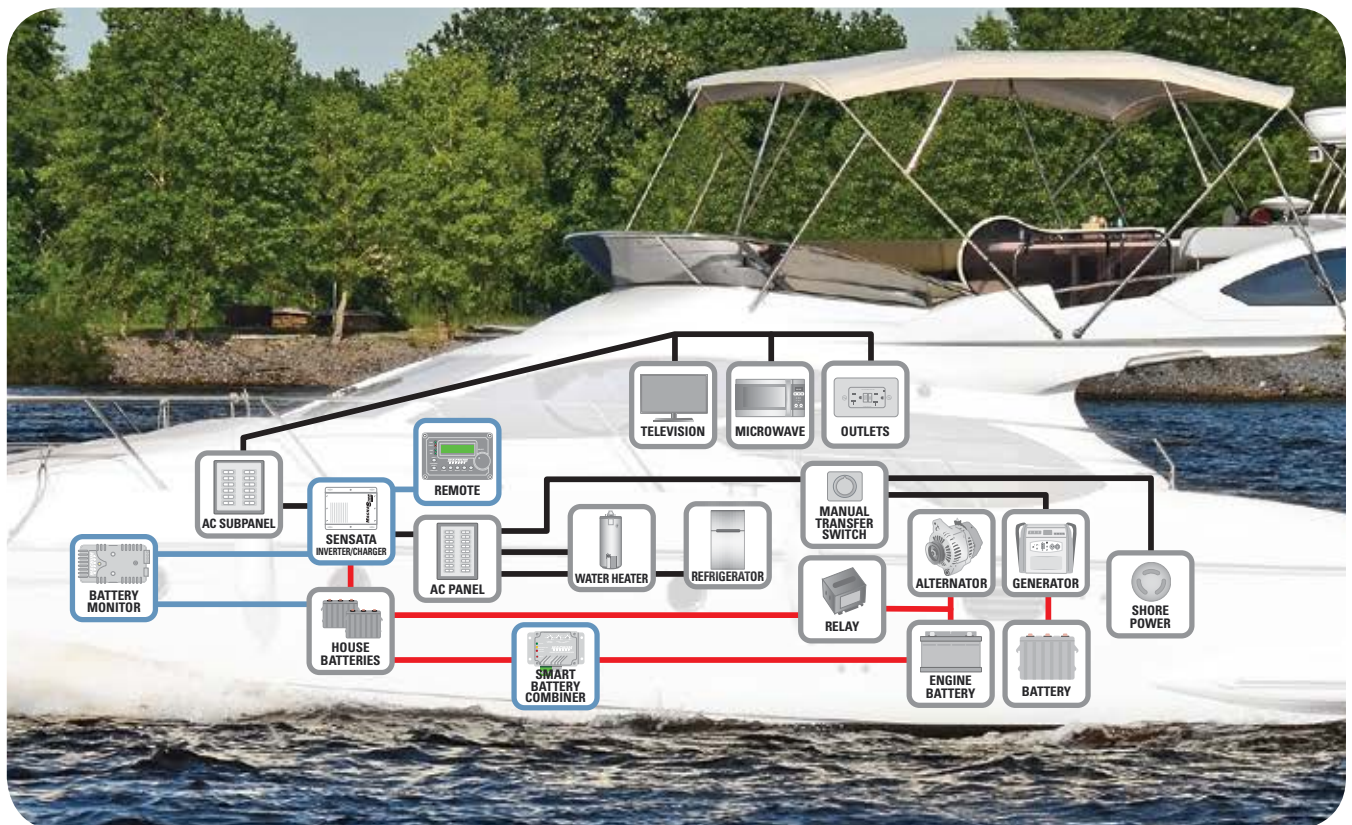 TELEVISION
MICROWAVE
OUTLETS
REMOTE
AC SUBPANEL
SENSATA
INVERTER/CHARGER
MANUAL
TRANSFER
SWITCH
BATTERY
MONITOR
AC PANEL
WATER HEATER
REFRIGERATOR
ALTERNATOR
GENERATOR
SHORE
POWER
HOUSE
BATTERIES
RELAY
SMART
BATTERY
COMBINER
ENGINE
BATTERY
BATTERY